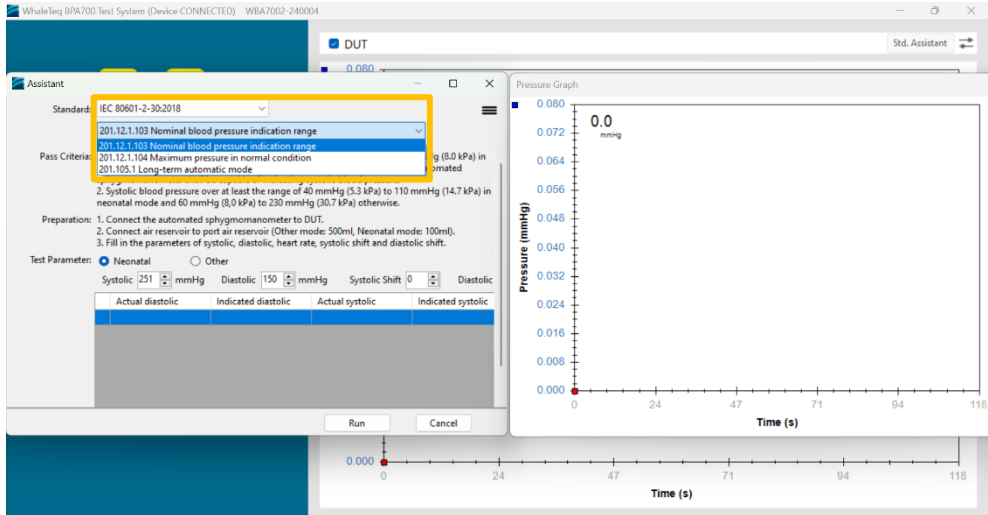 WhaleTeq BPA700 Test System (Device CONNECTED) WBA7002-240004
DUT
Std. Assistant
0.080
Assistant
Standard: IEC 80601-2-30:2018
201.12.1.103 Nominal blood pressure indication range
201.12.1.103 Nominal blood pressure indication range
201.12.1.104 Maximum pressure in normal condition
201.105.1 Long-term automatic mode
Pass Criteria:
g (8.0 kPa) in
omated
2. Systolic blood pressure over at least the range of 40 mmHg (5.3 kPa) to 110 mmHg (14.7 kPa) in
neonatal mode and 60 mmHg (8,0 kPa) to 230 mmHg (30.7 kPa) otherwise.
Preparation: 1. Connect the automated sphygmomanometer to DUT.
2. Connect air reservoir to port air reservoir (Other mode: 500ml, Neonatal mode: 100ml).
3. Fill in the parameters of systolic, diastolic, heart rate, systolic shift and diastolic shift.
Test Parameter: Neonatal Other
Systolic 251 mmHg Diastolic 150 mmHg Systolic Shift 0 Diastolic
Actual diastolic Indicated diastolic Actual systolic Indicated systolic
Run Cancel
Pressure Graph
0.0
mmHg
Pressure (mmHg)
0.080
0.072
0.064
0.056
0.048
0.040
0.032
0.024
0.016
0.008
0.000
0 24 47 71 94 118
Time (s)
0.000
0 24 47 71 94 118
Time (s)